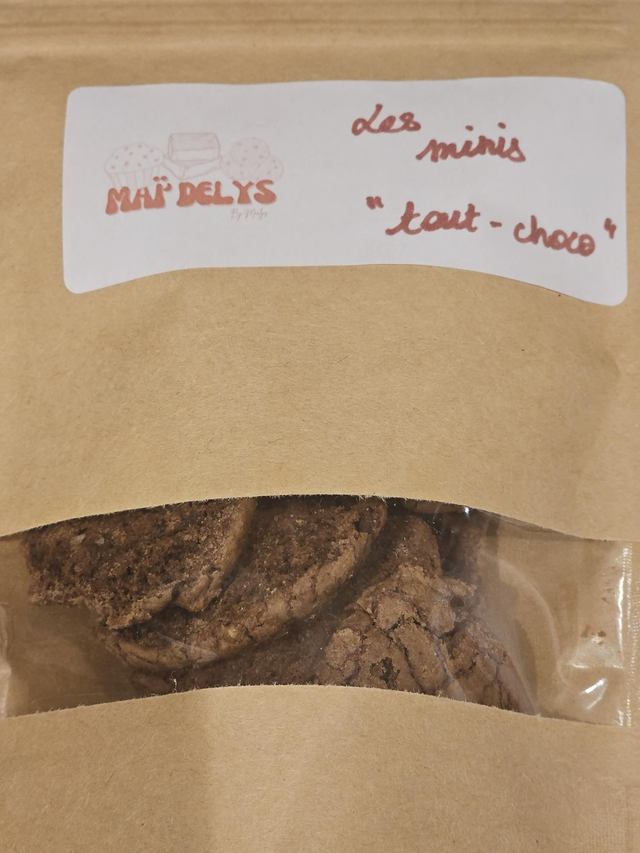 MAÏ' DELYS
Les
minis
"tout-choco"